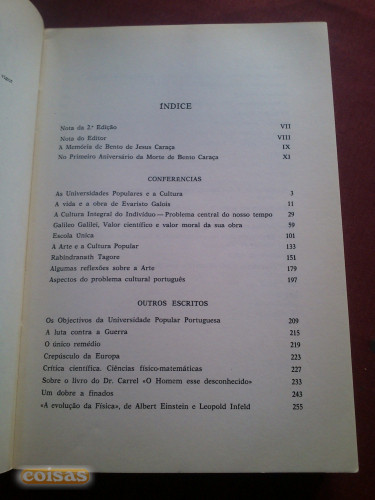 ÍNDICE
Nota da 2ª Edição VII
Nota do Editor VIII
A Memória de Bento de Jesus Caraça IX
No Primeiro Aniversário da Morte de Bento Caraça XI
CONFERENCIAS
As Universidades Populares e a Cultura 3
A vida e a obra de Evaristo Galois 11
A Cultura Integral do Indivíduo — Problema central do nosso tempo 29
Galileo Galilei, Valor científico e valor moral da sua obra 59
Escola Única 101
A Arte e a Cultura Popular 133
Rabindranath Tagore 151
Algumas reflexões sobre a Arte 179
Aspectos do problema cultural português 197
OUTROS ESCRITOS
Os Objectivos da Universidade Popular Portuguesa 209
A luta contra a Guerra 215
O único remédio 219
Crepúsculo da Europa 223
Crítica científica. Ciências físico-matemáticas 227
Sobre o livro do Dr. Carrel «O Homem esse desconhecido» 233
Um dobre a finados 243
«A evolução da Física», de Albert Einstein e Leopold Infeld 255
coisas